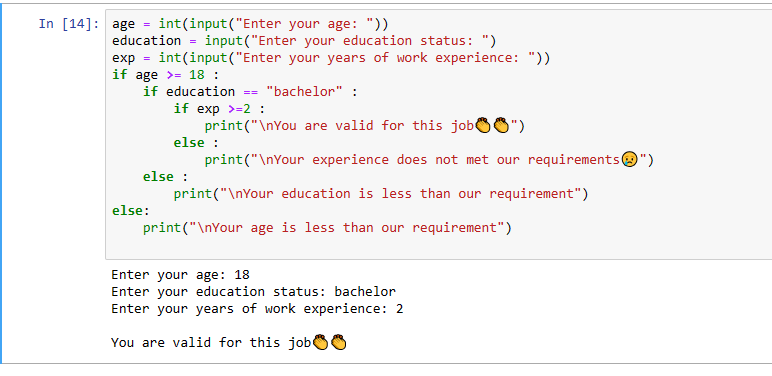 In [14]: age = int(input("Enter your age: "))
education = input("Enter your education status: ")
exp = int(input("Enter your years of work experience: "))
if age >= 18 :
    if education == "bachelor" :
        if exp >=2 :
            print("\nYou are valid for this job👏👏")
        else :
            print("\nYour experience does not met our requirements😢")
    else :
        print("\nYour education is less than our requirement")
else:
    print("\nYour age is less than our requirement")
Enter your age: 18
Enter your education status: bachelor
Enter your years of work experience: 2
You are valid for this job👏👏